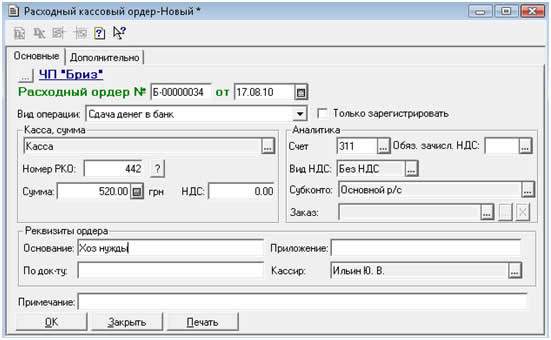 Расходный кассовый ордер-Новый *
Основные Дополнительно
... ЧП "Бриз"
Расходный ордер № Б-00000034 от 17.08.10
Вид операции: Сдача денег в банк Только зарегистрировать
Касса, сумма Аналитика
Касса ... Счет 311 ... Обяз. зачисл. НДС: ...
Номер РКО: 442 ? Вид НДС: Без НДС ...
Сумма: 520.00 грн НДС: 0.00 Субконто: Основной р/с ...
Заказ: ... ... X
Реквизиты ордера
Основание: Хоз нужды Приложение:
По док-ту: Кассир: Ильин Ю. В. ...
Примечание:
OK Закрыть Печать